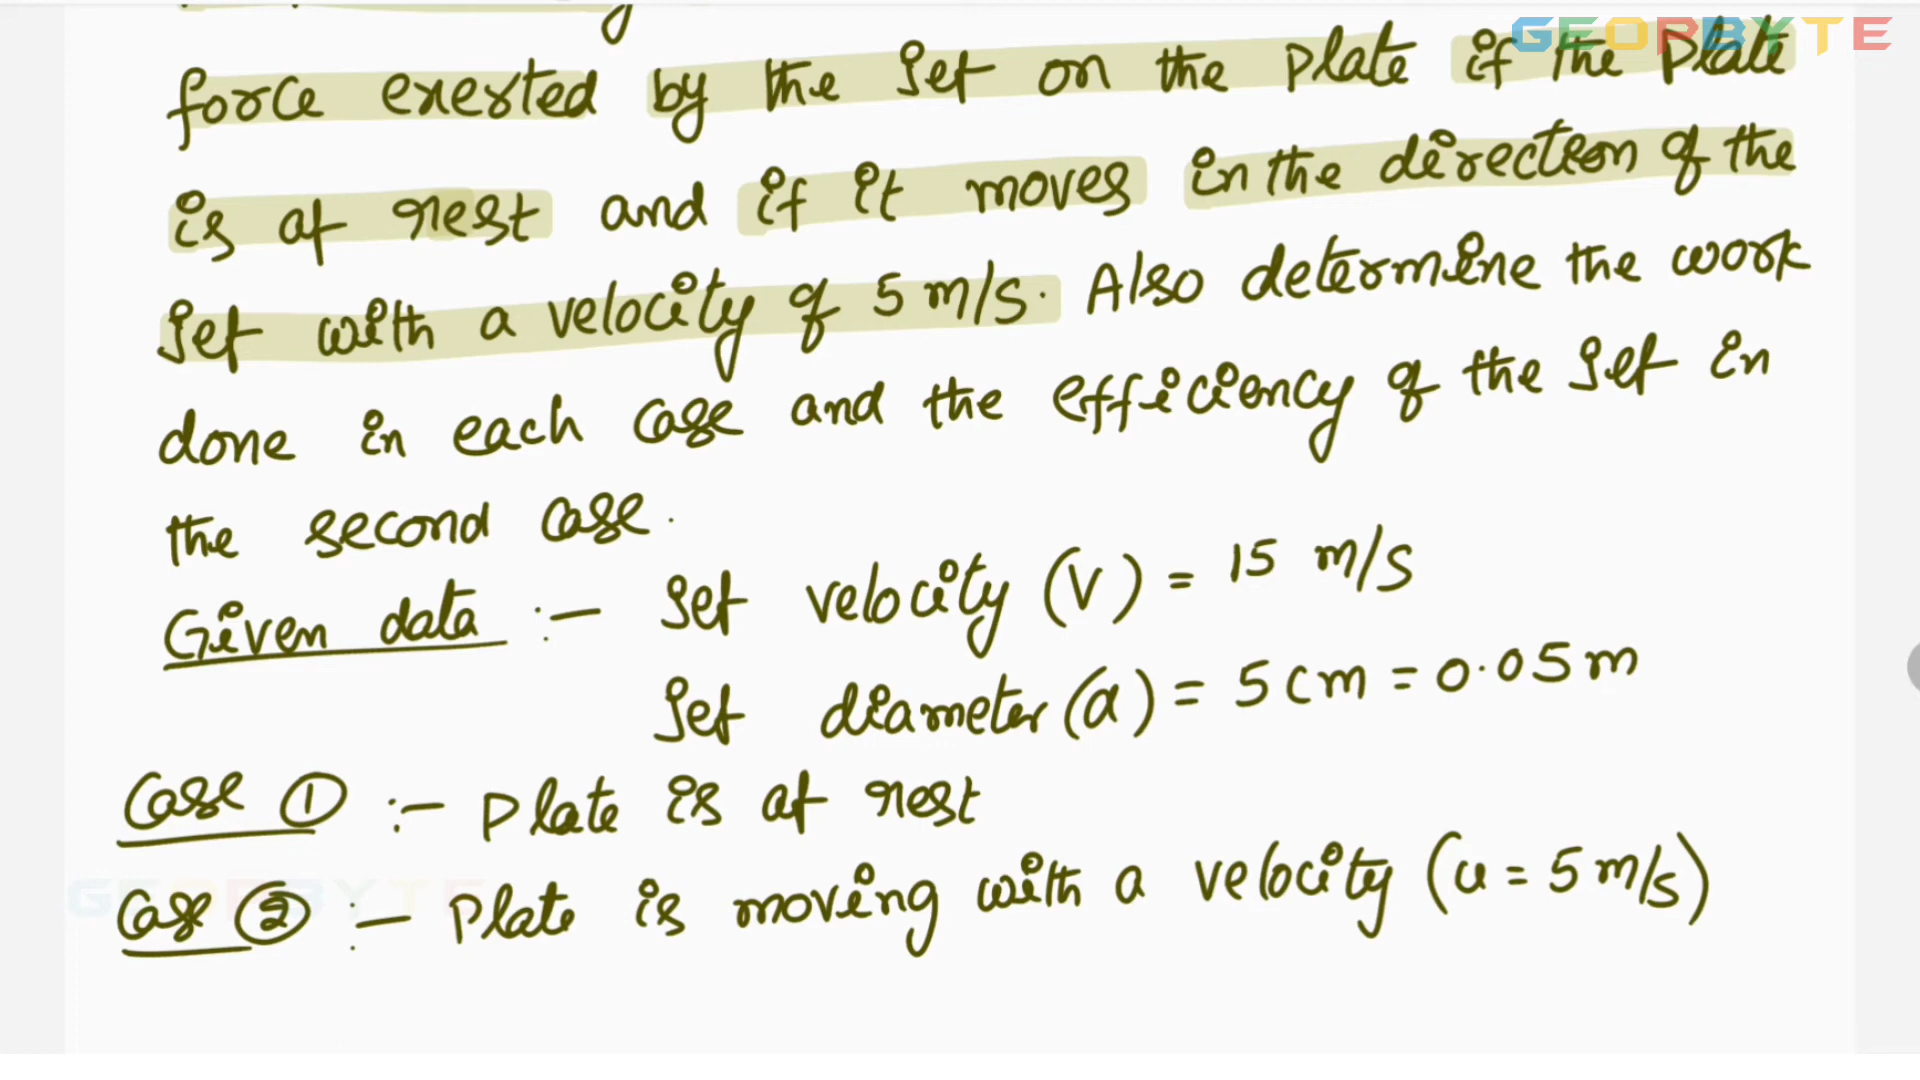 GEORBYTE
force exerted by the Jet on the plate if the plate
is at rest and if it moves in the direction of the
Jet with a velocity of 5 m/s. Also determine the work
done in each case and the efficiency of the Jet in
the second case.
Given data :- Jet velocity (V) = 15 m/s
Jet diameter (d) = 5 cm = 0.05 m
Case ① :- plate is at rest
GEORBYTE
Case ② :- plate is moving with a velocity (u = 5 m/s)